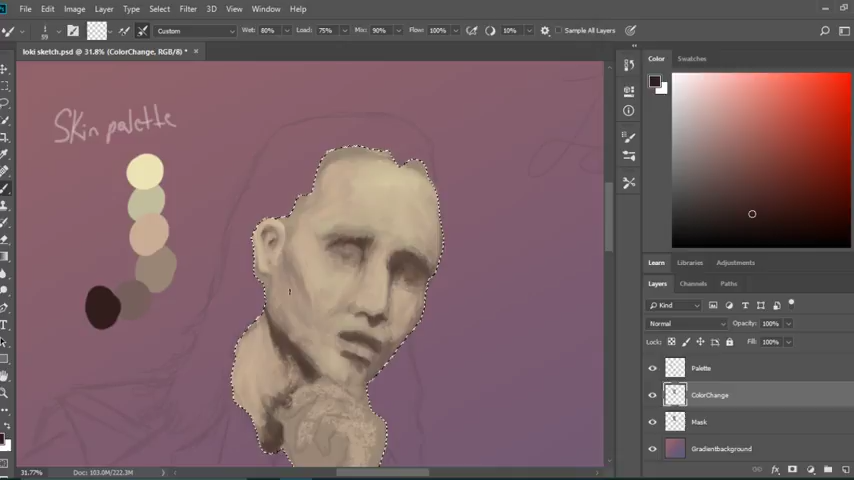 File Edit Image Layer Type Select Filter 3D View Window Help
59 Custom Wet: 80% Load: 75% Mix: 90% Flow: 100% 10% Sample All Layers
loki sketch.psd @ 31.8% (ColorChange, RGB/8) * ×
Color Swatches
Skin palette
Learn Libraries Adjustments
Layers Channels Paths
Kind
Normal Opacity: 100%
Lock: Fill: 100%
Palette
ColorChange
Mask
Gradientbackground
31.77% Doc: 103.0M/222.3M
fx